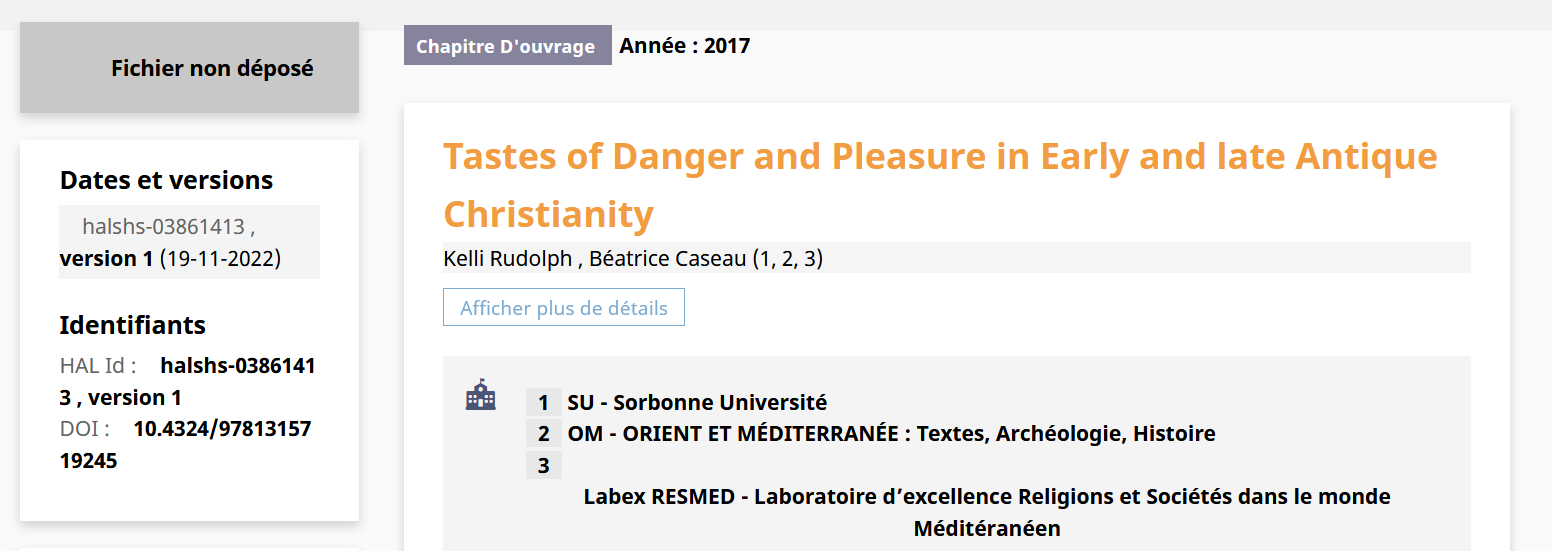 Fichier non déposé
Dates et versions
halshs-03861413 ,
version 1 (19-11-2022)
Identifiants
HAL Id : halshs-0386141
3 , version 1
DOI : 10.4324/97813157
19245
Chapitre D'ouvrage Année : 2017
Tastes of Danger and Pleasure in Early and late Antique
Christianity
Kelli Rudolph , Béatrice Caseau (1, 2, 3)
Afficher plus de détails
1 SU - Sorbonne Université
2 OM - ORIENT ET MÉDITERRANÉE : Textes, Archéologie, Histoire
3
Labex RESMED - Laboratoire d’excellence Religions et Sociétés dans le monde
Méditéranéen